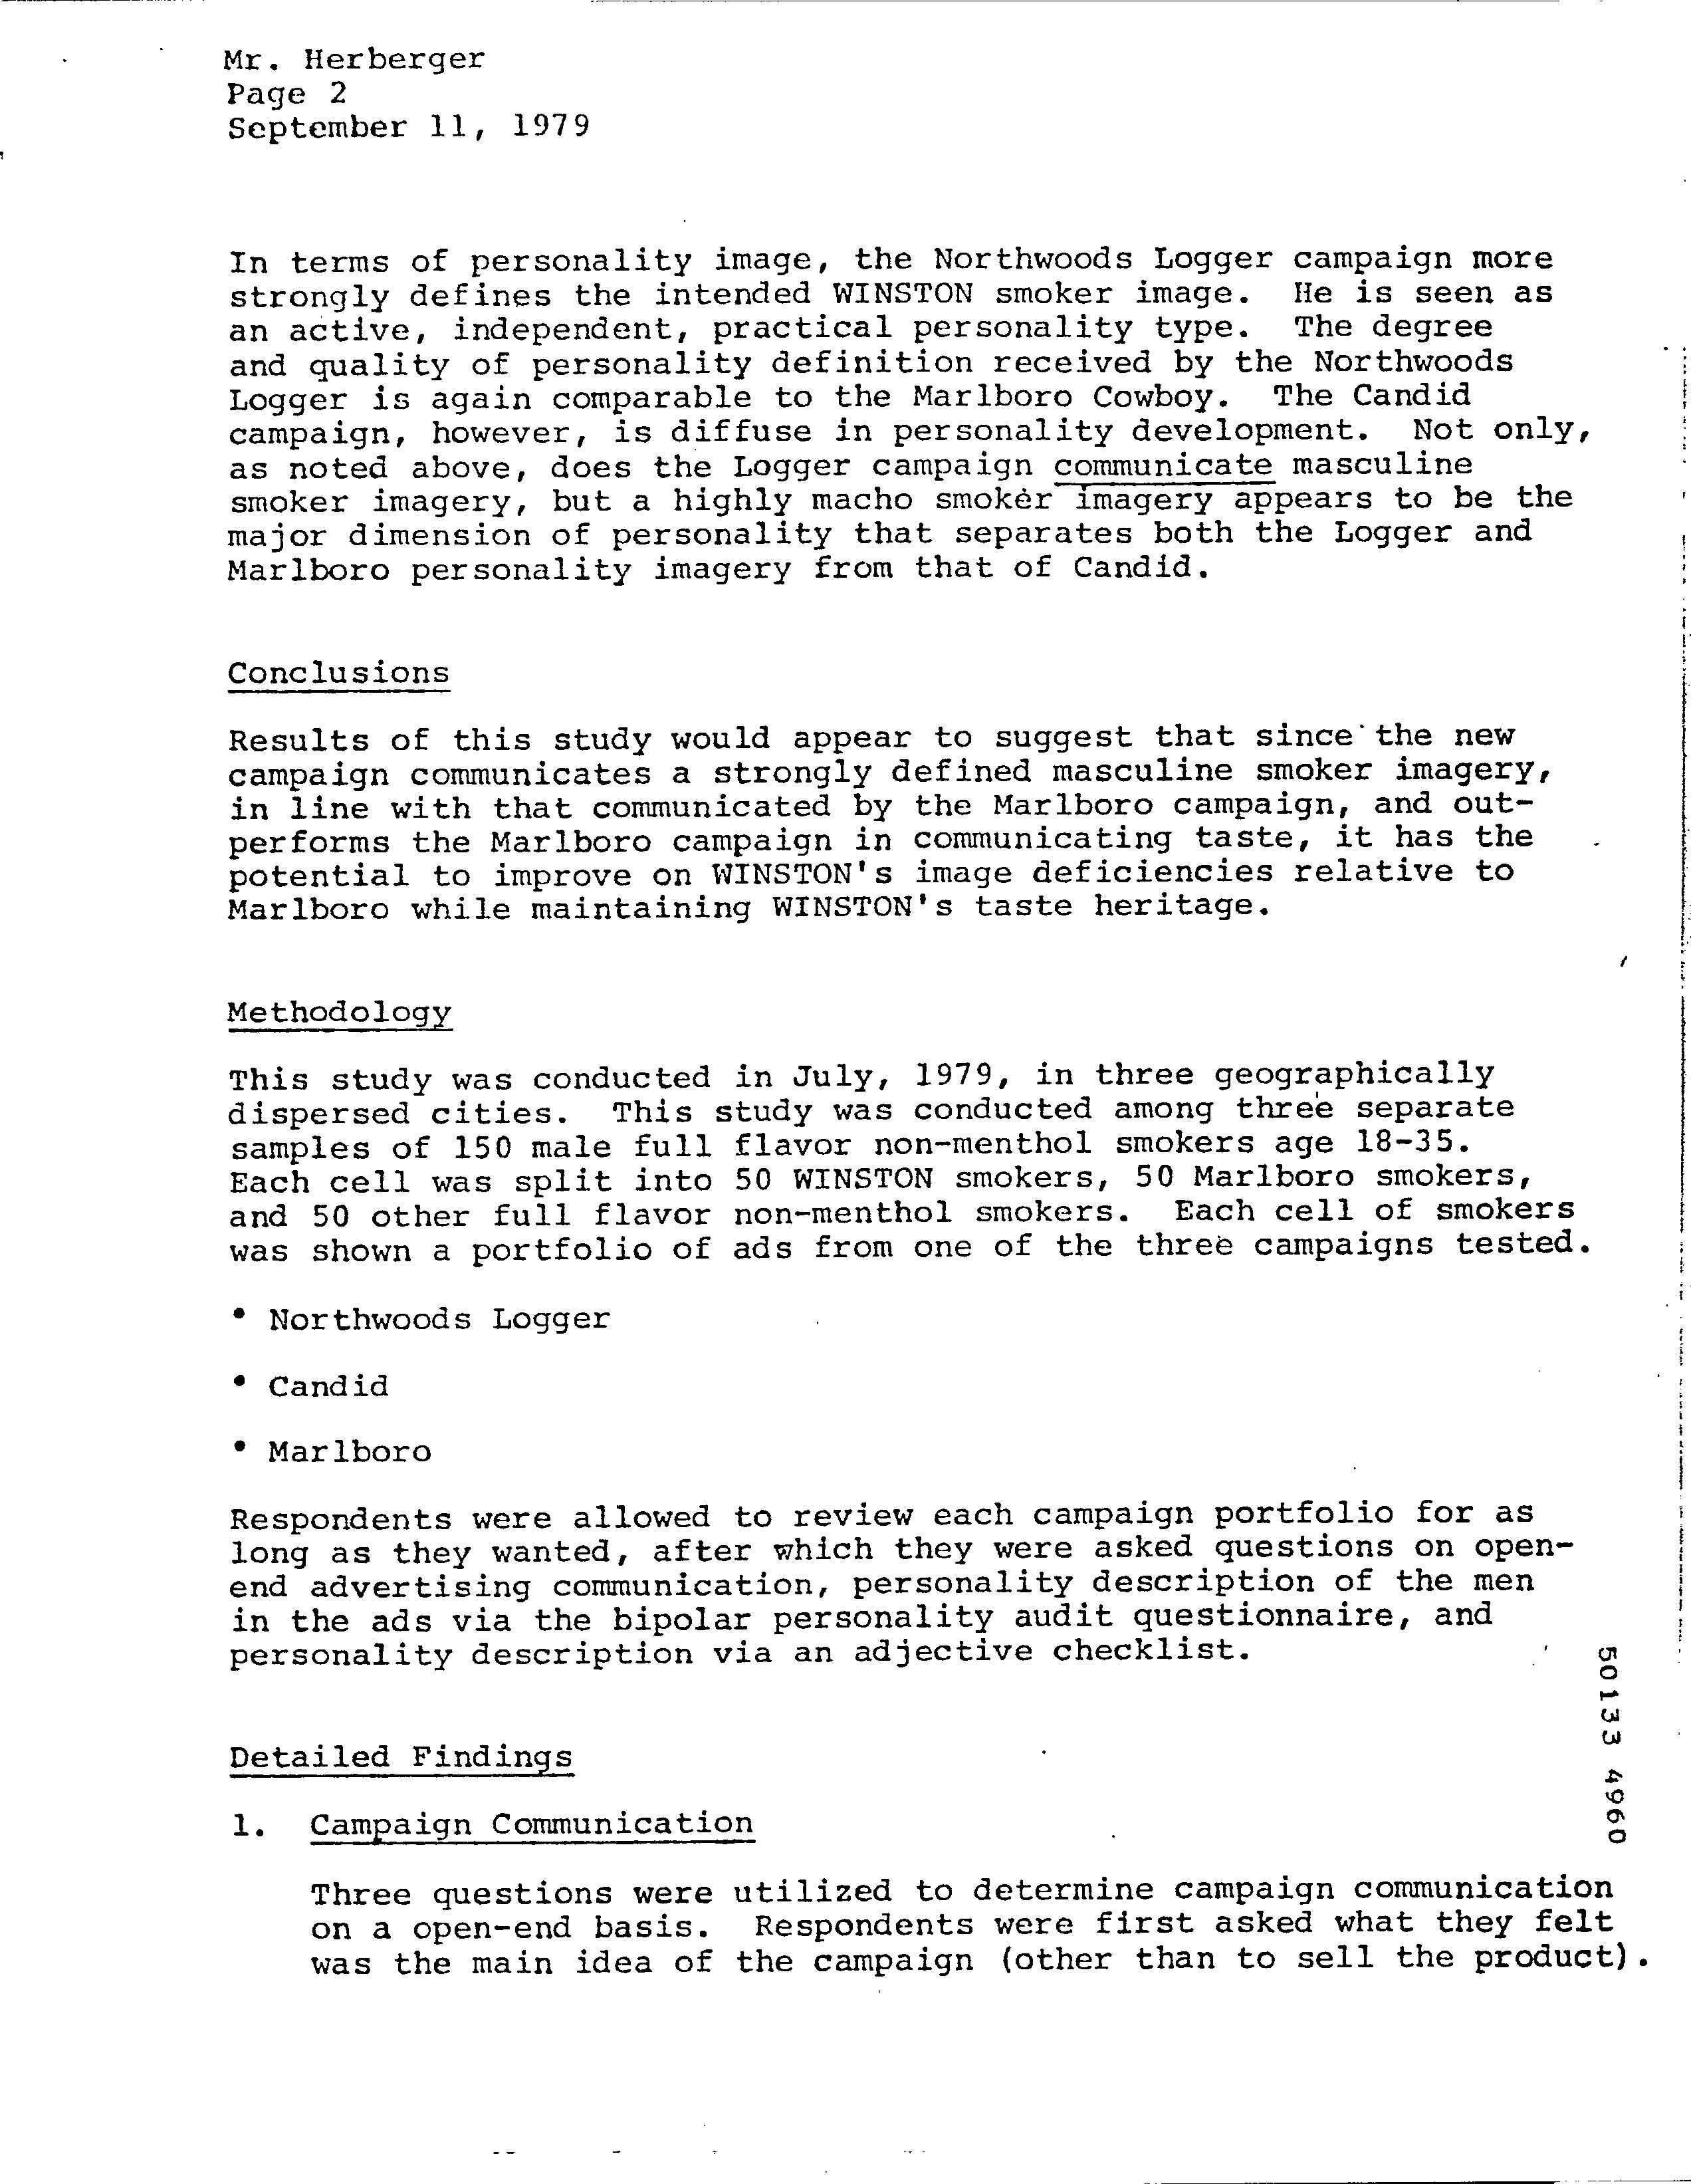 Mr. Herberger
Page 2
September 11, 1979
In terms of personality image, the Northwoods Logger campaign more
strongly defines the intended WINSTON smoker image. He is seen as
an active, independent, practical personality type. The degree
and quality of personality definition received by the Northwoods
Logger is again comparable to the Marlboro Cowboy. The Candid
campaign, however, is diffuse in personality development. Not only,
as noted above, does the Logger campaign communicate masculine
smoker imagery, but a highly macho smoker imagery appears to be the
major dimension of personality that separates both the Logger and
Marlboro personality imagery from that of Candid.
Conclusions
Results of this study would appear to suggest that since the new
campaign communicates a strongly defined masculine smoker imagery,
in line with that communicated by the Marlboro campaign, and out-
performs the Marlboro campaign in communicating taste, it has the
potential to improve on WINSTON's image deficiencies relative to
Marlboro while maintaining WINSTON's taste heritage.
Methodology
This study was conducted in July, 1979, in three geographically
dispersed cities. This study was conducted among three separate
samples of 150 male full flavor non-menthol smokers age 18-35.
Each cell was split into 50 WINSTON smokers, 50 Marlboro smokers,
and 50 other full flavor non-menthol smokers. Each cell of smokers
was shown a portfolio of ads from one of the three campaigns tested.
• Northwoods Logger
• Candid
• Marlboro
Respondents were allowed to review each campaign portfolio for as
long as they wanted, after which they were asked questions on open-
end advertising communication, personality description of the men
in the ads via the bipolar personality audit questionnaire, and
personality description via an adjective checklist.
Detailed Findings
1. Campaign Communication
Three questions were utilized to determine campaign communication
on a open-end basis. Respondents were first asked what they felt
was the main idea of the campaign (other than to sell the product).
50133 4960